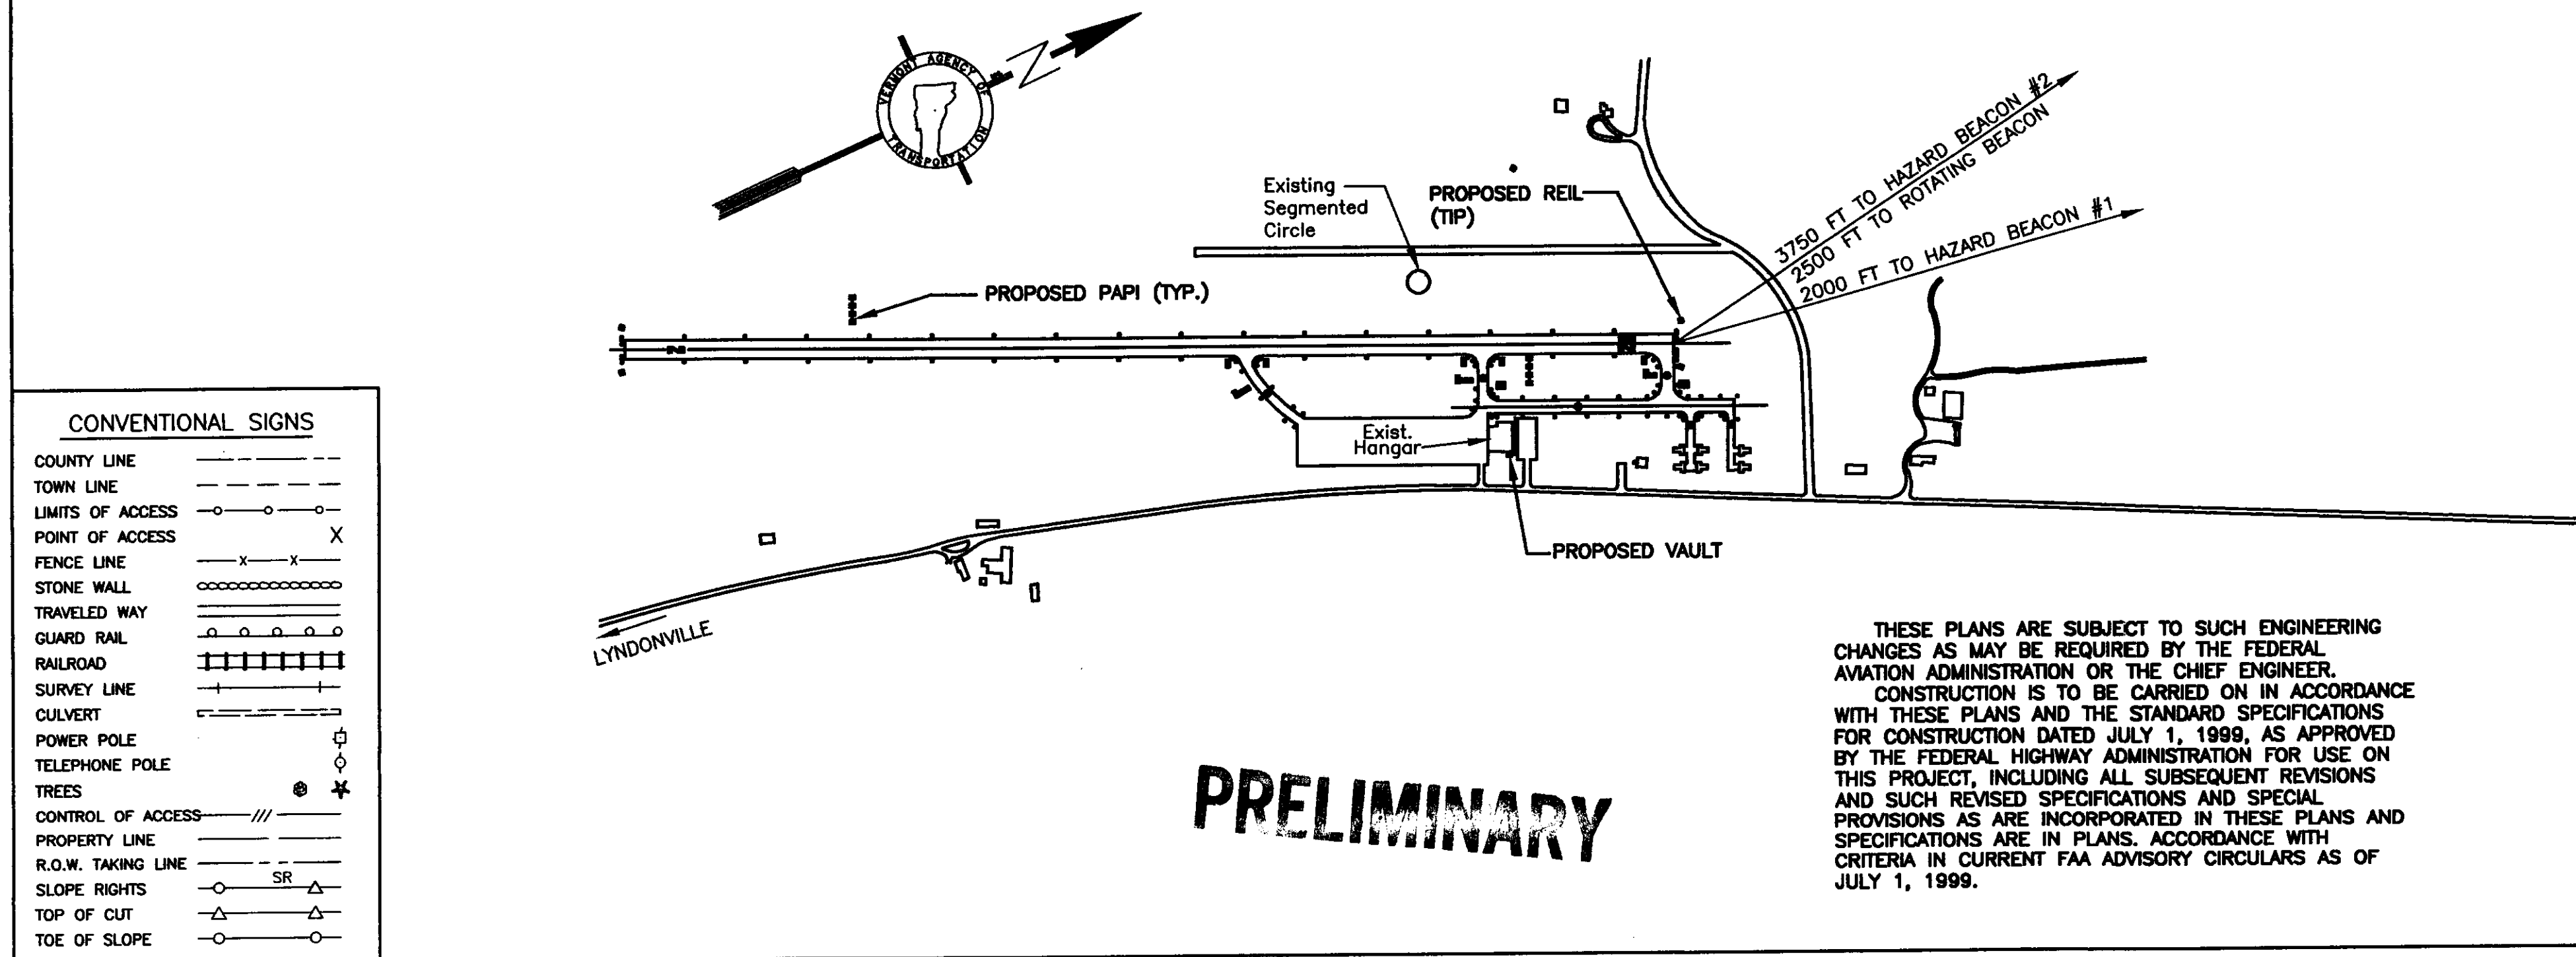 VERMONT AGENCY OF
TRANSPORTATION
N
Existing
Segmented
Circle
PROPOSED REIL
(TIP)
3750 FT TO HAZARD BEACON #2
2500 FT TO ROTATING BEACON
2000 FT TO HAZARD BEACON #1
PROPOSED PAPI (TYP.)
Exist.
Hangar
PROPOSED VAULT
LYNDONVILLE
CONVENTIONAL SIGNS
COUNTY LINE
TOWN LINE
LIMITS OF ACCESS
POINT OF ACCESS X
FENCE LINE x x
STONE WALL
TRAVELED WAY
GUARD RAIL
RAILROAD
SURVEY LINE
CULVERT
POWER POLE
TELEPHONE POLE
TREES
CONTROL OF ACCESS
PROPERTY LINE
R.O.W. TAKING LINE
SLOPE RIGHTS SR
TOP OF CUT
TOE OF SLOPE
PRELIMINARY
THESE PLANS ARE SUBJECT TO SUCH ENGINEERING
CHANGES AS MAY BE REQUIRED BY THE FEDERAL
AVIATION ADMINISTRATION OR THE CHIEF ENGINEER.
CONSTRUCTION IS TO BE CARRIED ON IN ACCORDANCE
WITH THESE PLANS AND THE STANDARD SPECIFICATIONS
FOR CONSTRUCTION DATED JULY 1, 1999, AS APPROVED
BY THE FEDERAL HIGHWAY ADMINISTRATION FOR USE ON
THIS PROJECT, INCLUDING ALL SUBSEQUENT REVISIONS
AND SUCH REVISED SPECIFICATIONS AND SPECIAL
PROVISIONS AS ARE INCORPORATED IN THESE PLANS AND
SPECIFICATIONS ARE IN PLANS. ACCORDANCE WITH
CRITERIA IN CURRENT FAA ADVISORY CIRCULARS AS OF
JULY 1, 1999.